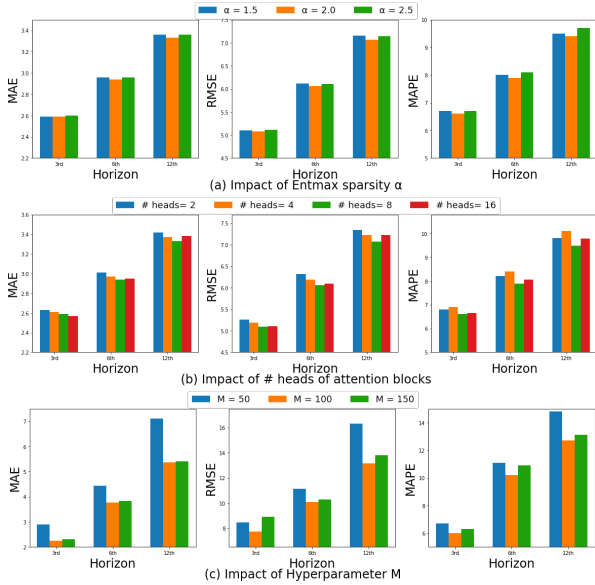 α = 1.5 α = 2.0 α = 2.5
MAE
3.4
3.2
3.0
2.8
2.6
2.4
2.2
3rd 6th 12th
Horizon
RMSE
7.5
7.0
6.5
6.0
5.5
5.0
4.5
3rd 6th 12th
Horizon
MAPE
10
9
8
7
6
5
3rd 6th 12th
Horizon
(a) Impact of Entmax sparsity α
# heads= 2 # heads= 4 # heads= 8 # heads= 16
MAE
3.6
3.4
3.2
3.0
2.8
2.6
2.4
2.2
3rd 6th 12th
Horizon
RMSE
7.5
7.0
6.5
6.0
5.5
5.0
4.5
3rd 6th 12th
Horizon
MAPE
10
9
8
7
6
5
3rd 6th 12th
Horizon
(b) Impact of # heads of attention blocks
M = 50 M = 100 M = 150
MAE
7
6
5
4
3
2
3rd 6th 12th
Horizon
RMSE
16
14
12
10
8
3rd 6th 12th
Horizon
MAPE
14
12
10
8
6
3rd 6th 12th
Horizon
(c) Impact of Hyperparameter M